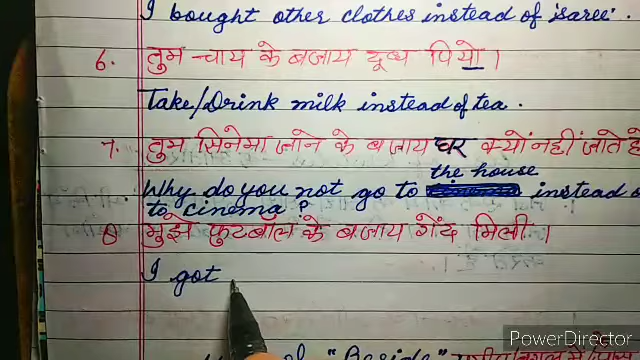 I bought other clothes instead of 'saree'.
6. तुम चाय के बजाय दूध पियो ।
Take/Drink milk instead of tea.
7. तुम सिनेमा जाने के बजाय घर क्यों नहीं जाते
the house
Why do you not go to instead
to cinema?
8 मुझे फुटबॉल के बजाय गेंद मिली ।
I got
of "Beside"
PowerDirector